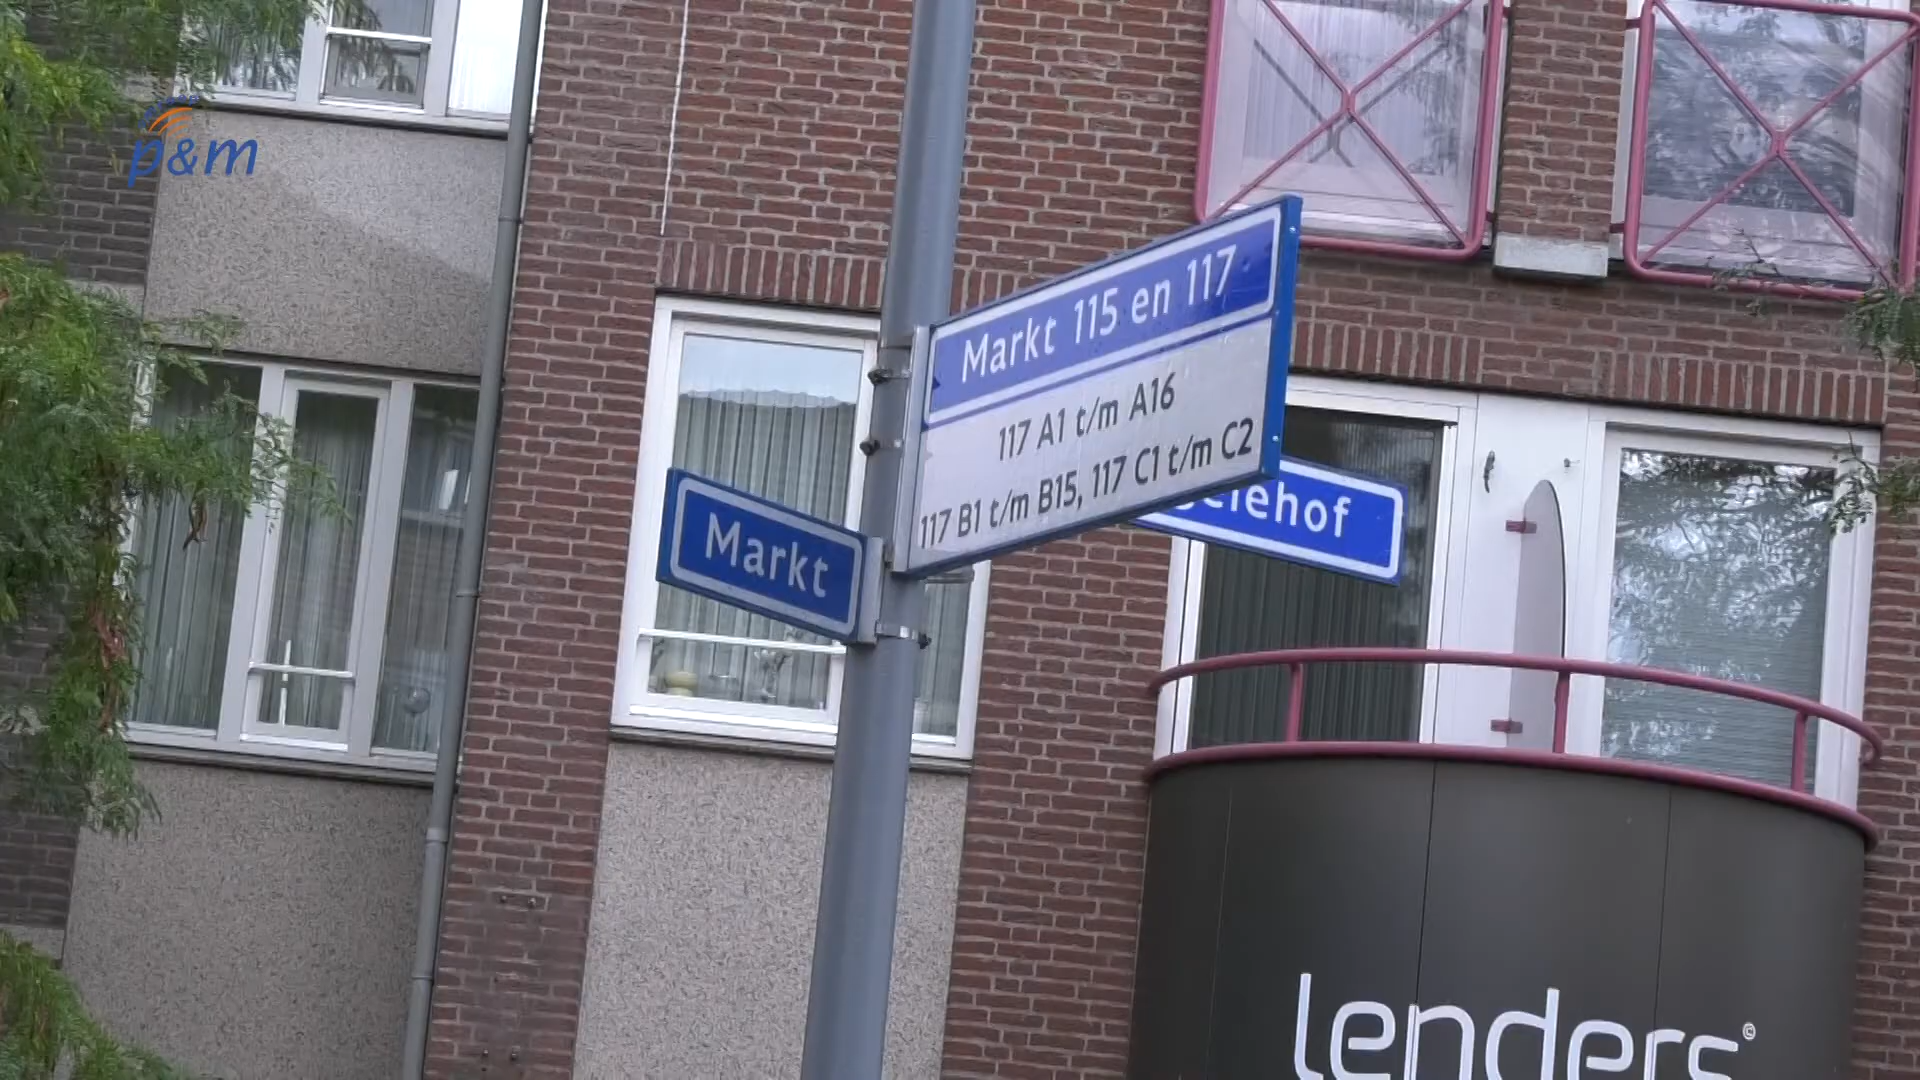 p&m
Markt 115 en 117
117 A1 t/m A16
117 B1 t/m B15, 117 C1 t/m C2
Markt
lenders©